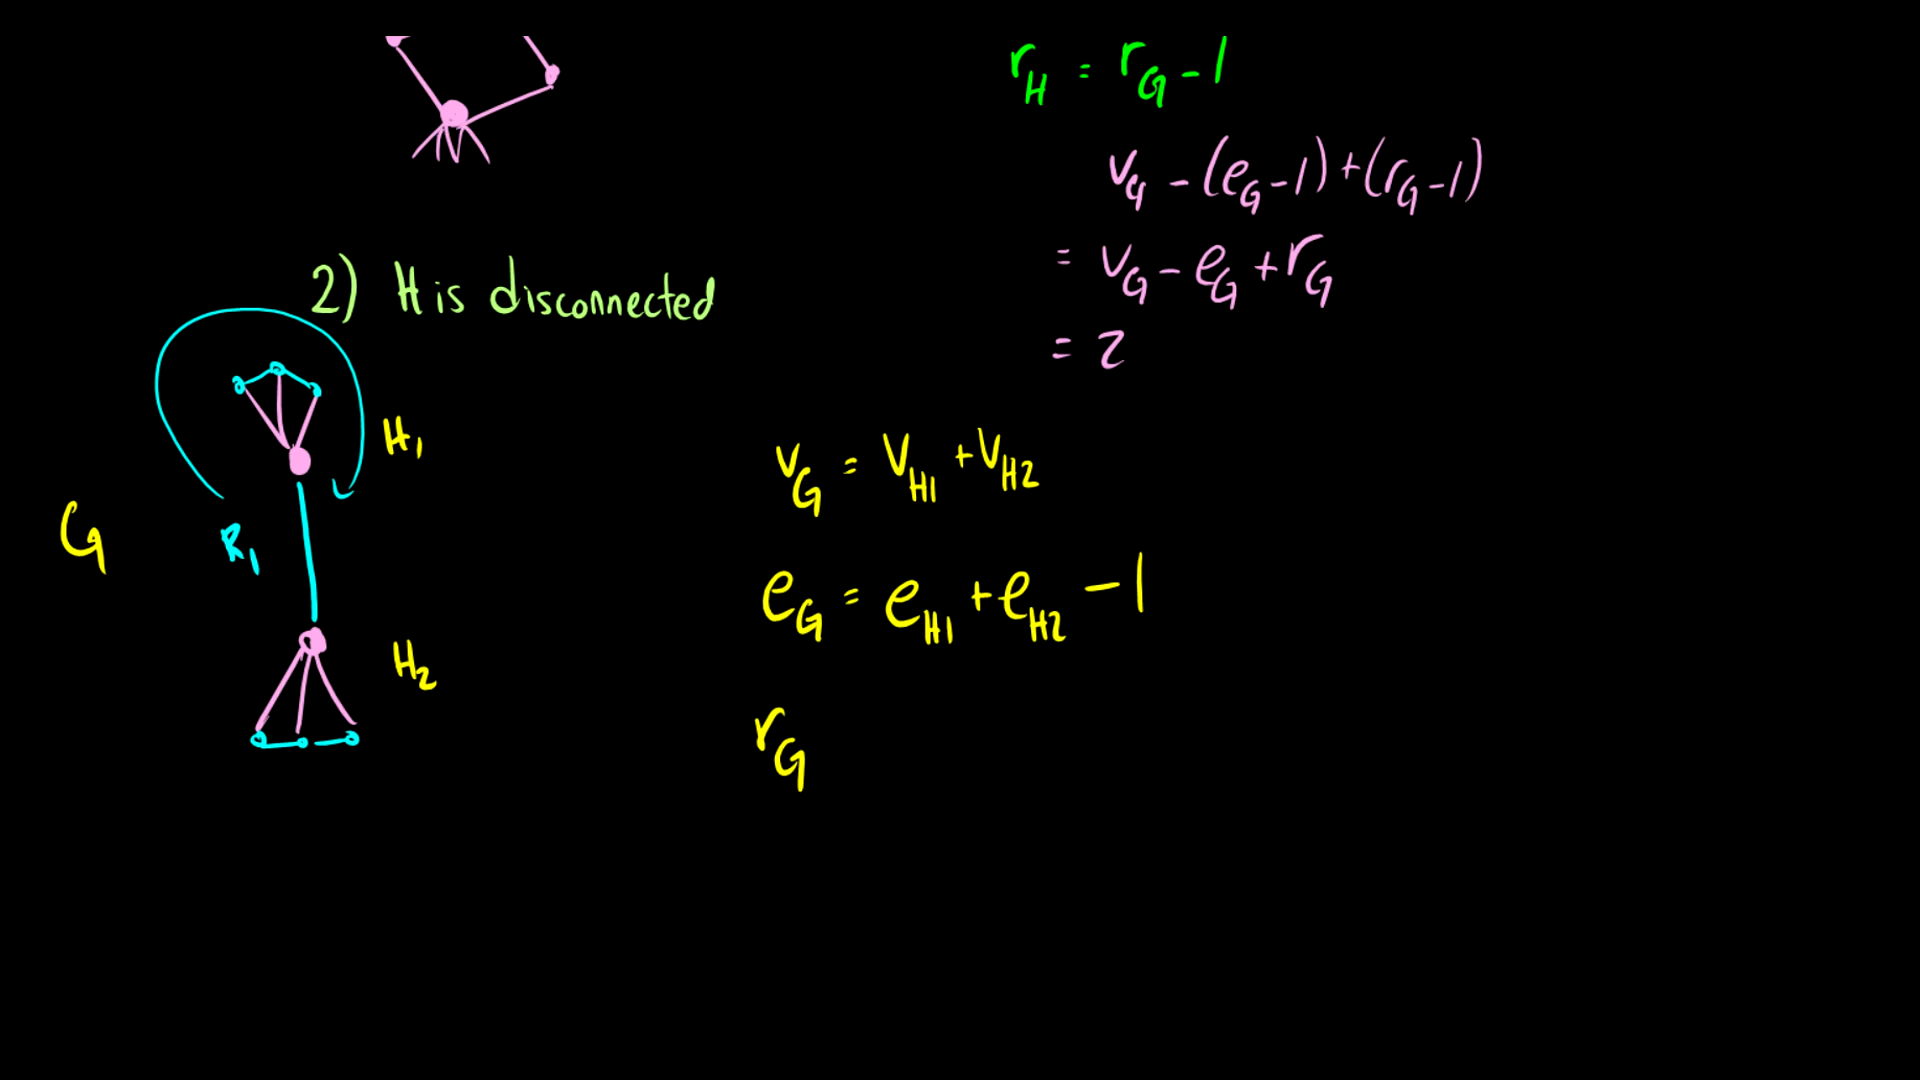 r_H = r_G - 1
v_G - (e_G - 1) + (r_G - 1)
= v_G - e_G + r_G
= 2
2) H is disconnected
H_1
G
R_1
H_2
v_G = V_H1 + V_H2
e_G = e_H1 + e_H2 - 1
r_G